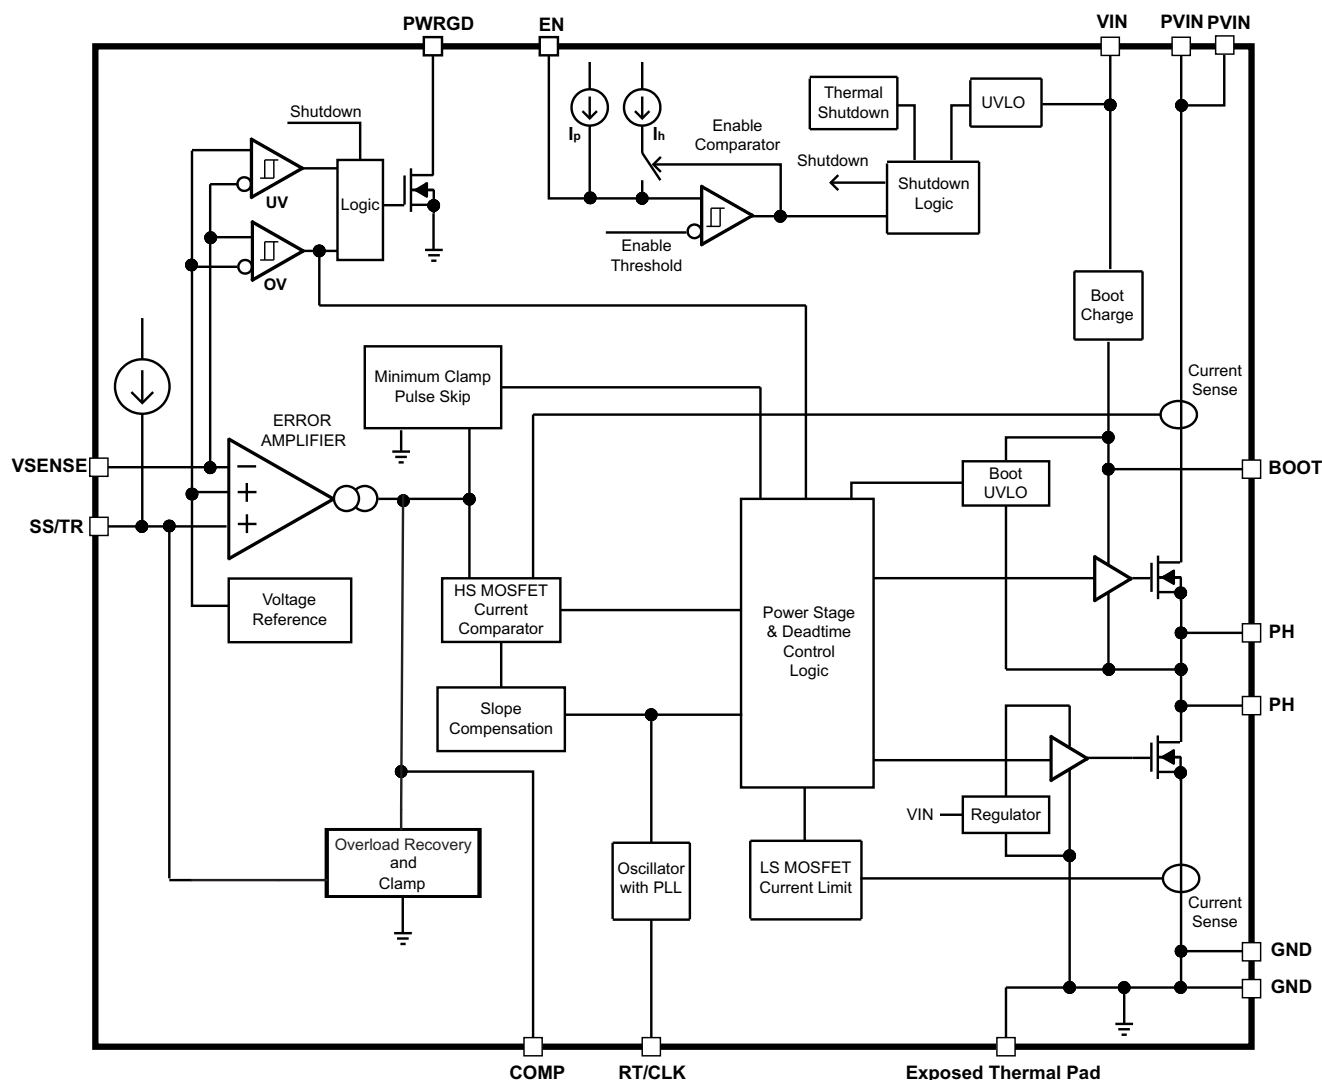 PWRGD
EN
VIN
PVIN
PVIN
Shutdown
Thermal
Shutdown
UVLO
Ip
Ih
Enable
Comparator
Shutdown
UV
Logic
Shutdown
Logic
Enable
Threshold
OV
Boot
Charge
Minimum Clamp
Pulse Skip
Current
Sense
ERROR
AMPLIFIER
VSENSE
−
+
SS/TR
+
Boot
UVLO
BOOT
Voltage
Reference
HS MOSFET
Current
Comparator
Power Stage
& Deadtime
Control
Logic
PH
Slope
Compensation
PH
VIN
Regulator
Overload Recovery
and
Clamp
Oscillator
with PLL
LS MOSFET
Current Limit
Current
Sense
GND
GND
COMP
RT/CLK
Exposed Thermal Pad